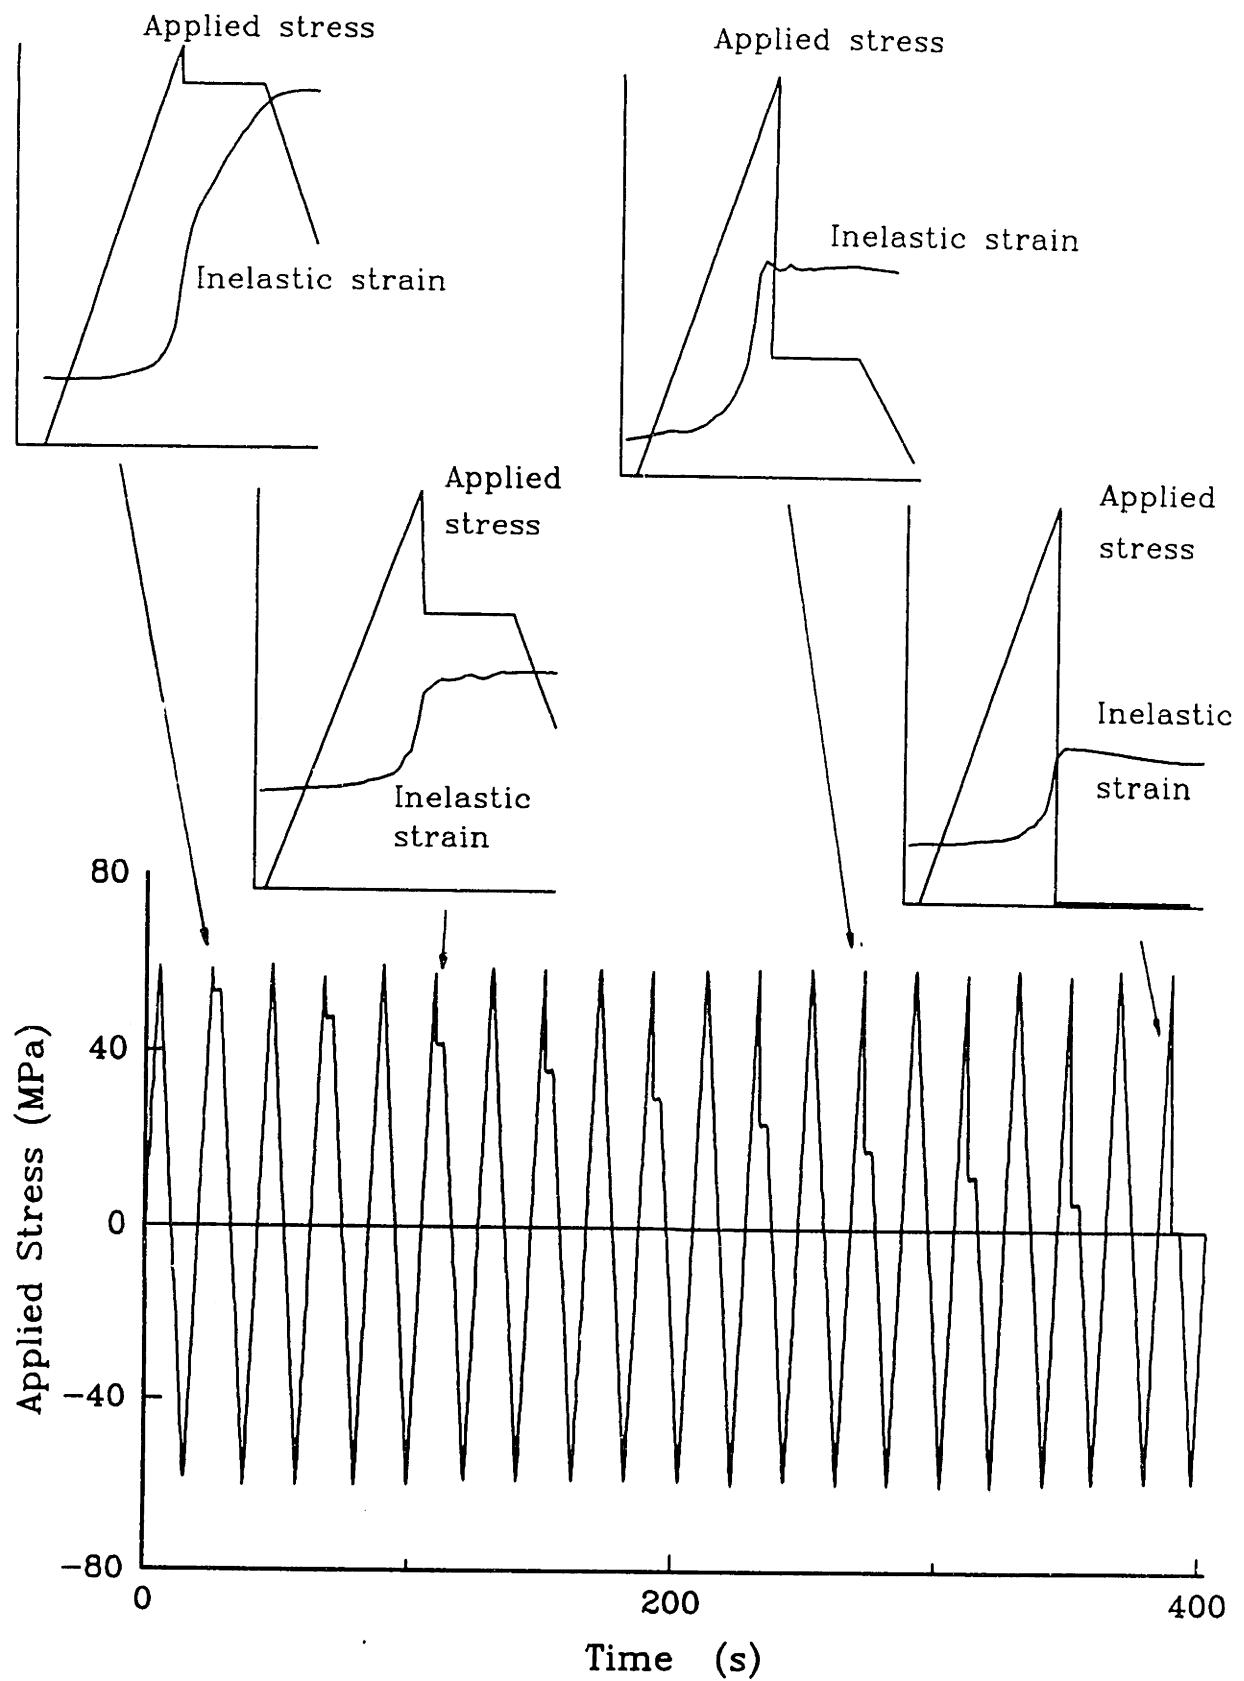 Applied stress
Applied stress
Inelastic strain
Inelastic strain
Applied
stress
Applied
stress
Inelastic
strain
Inelastic
strain
80
40
0
−40
−80
Applied Stress (MPa)
0
200
400
Time (s)